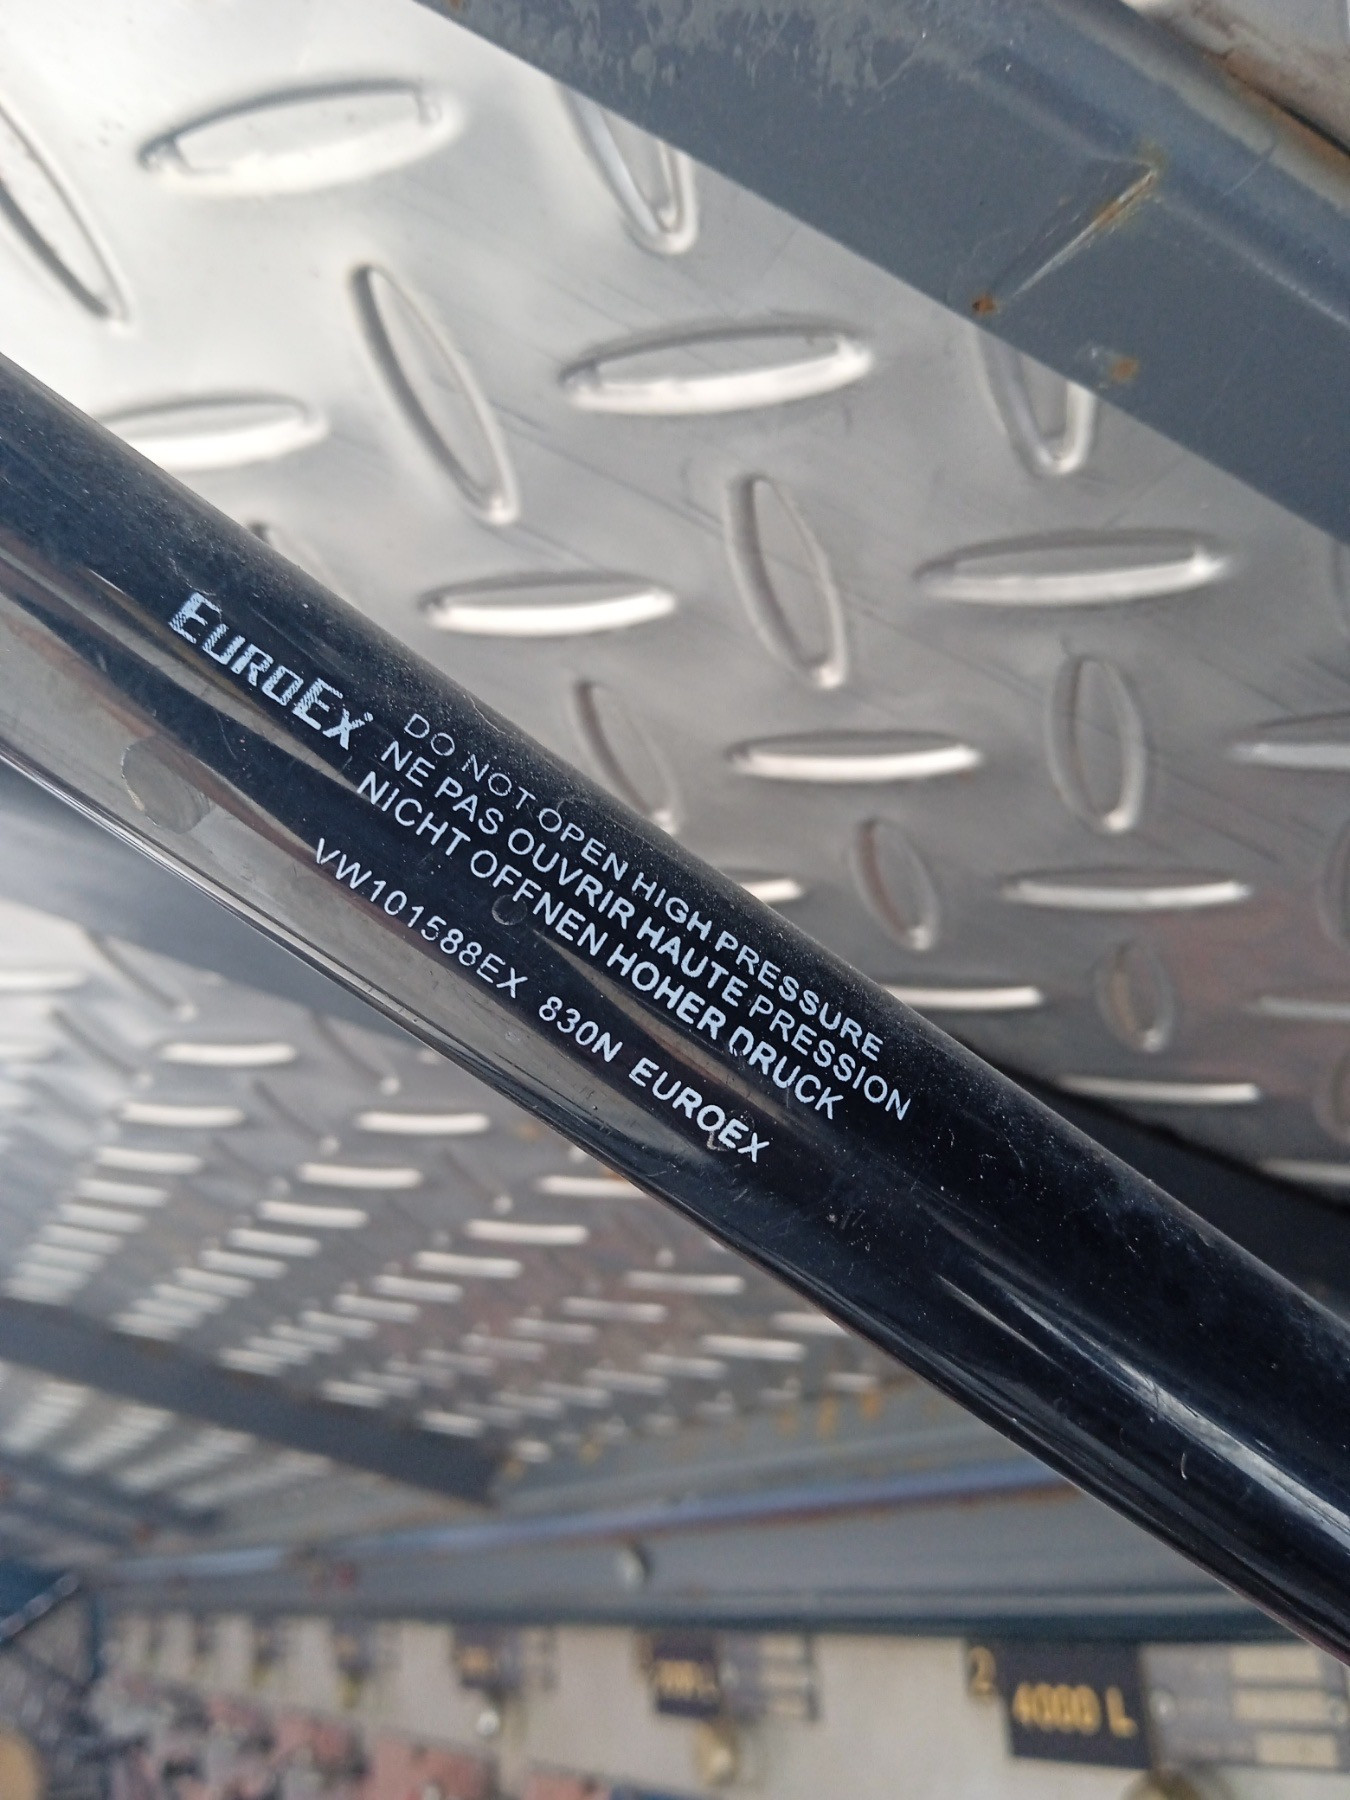 EUROEX
DO NOT OPEN HIGH PRESSURE
NE PAS OUVRIR HAUTE PRESSION
NICHT OFFNEN HOHER DRUCK
VW101588EX 830N EUROEX
2
4000 L